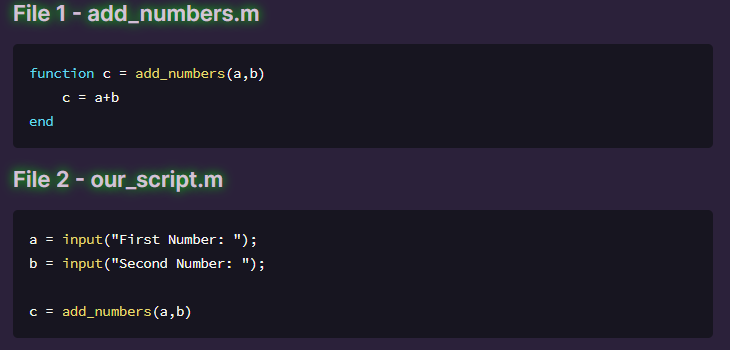 File 1 - add_numbers.m
function c = add_numbers(a,b)
    c = a+b
end
File 2 - our_script.m
a = input("First Number: ");
b = input("Second Number: ");
c = add_numbers(a,b)